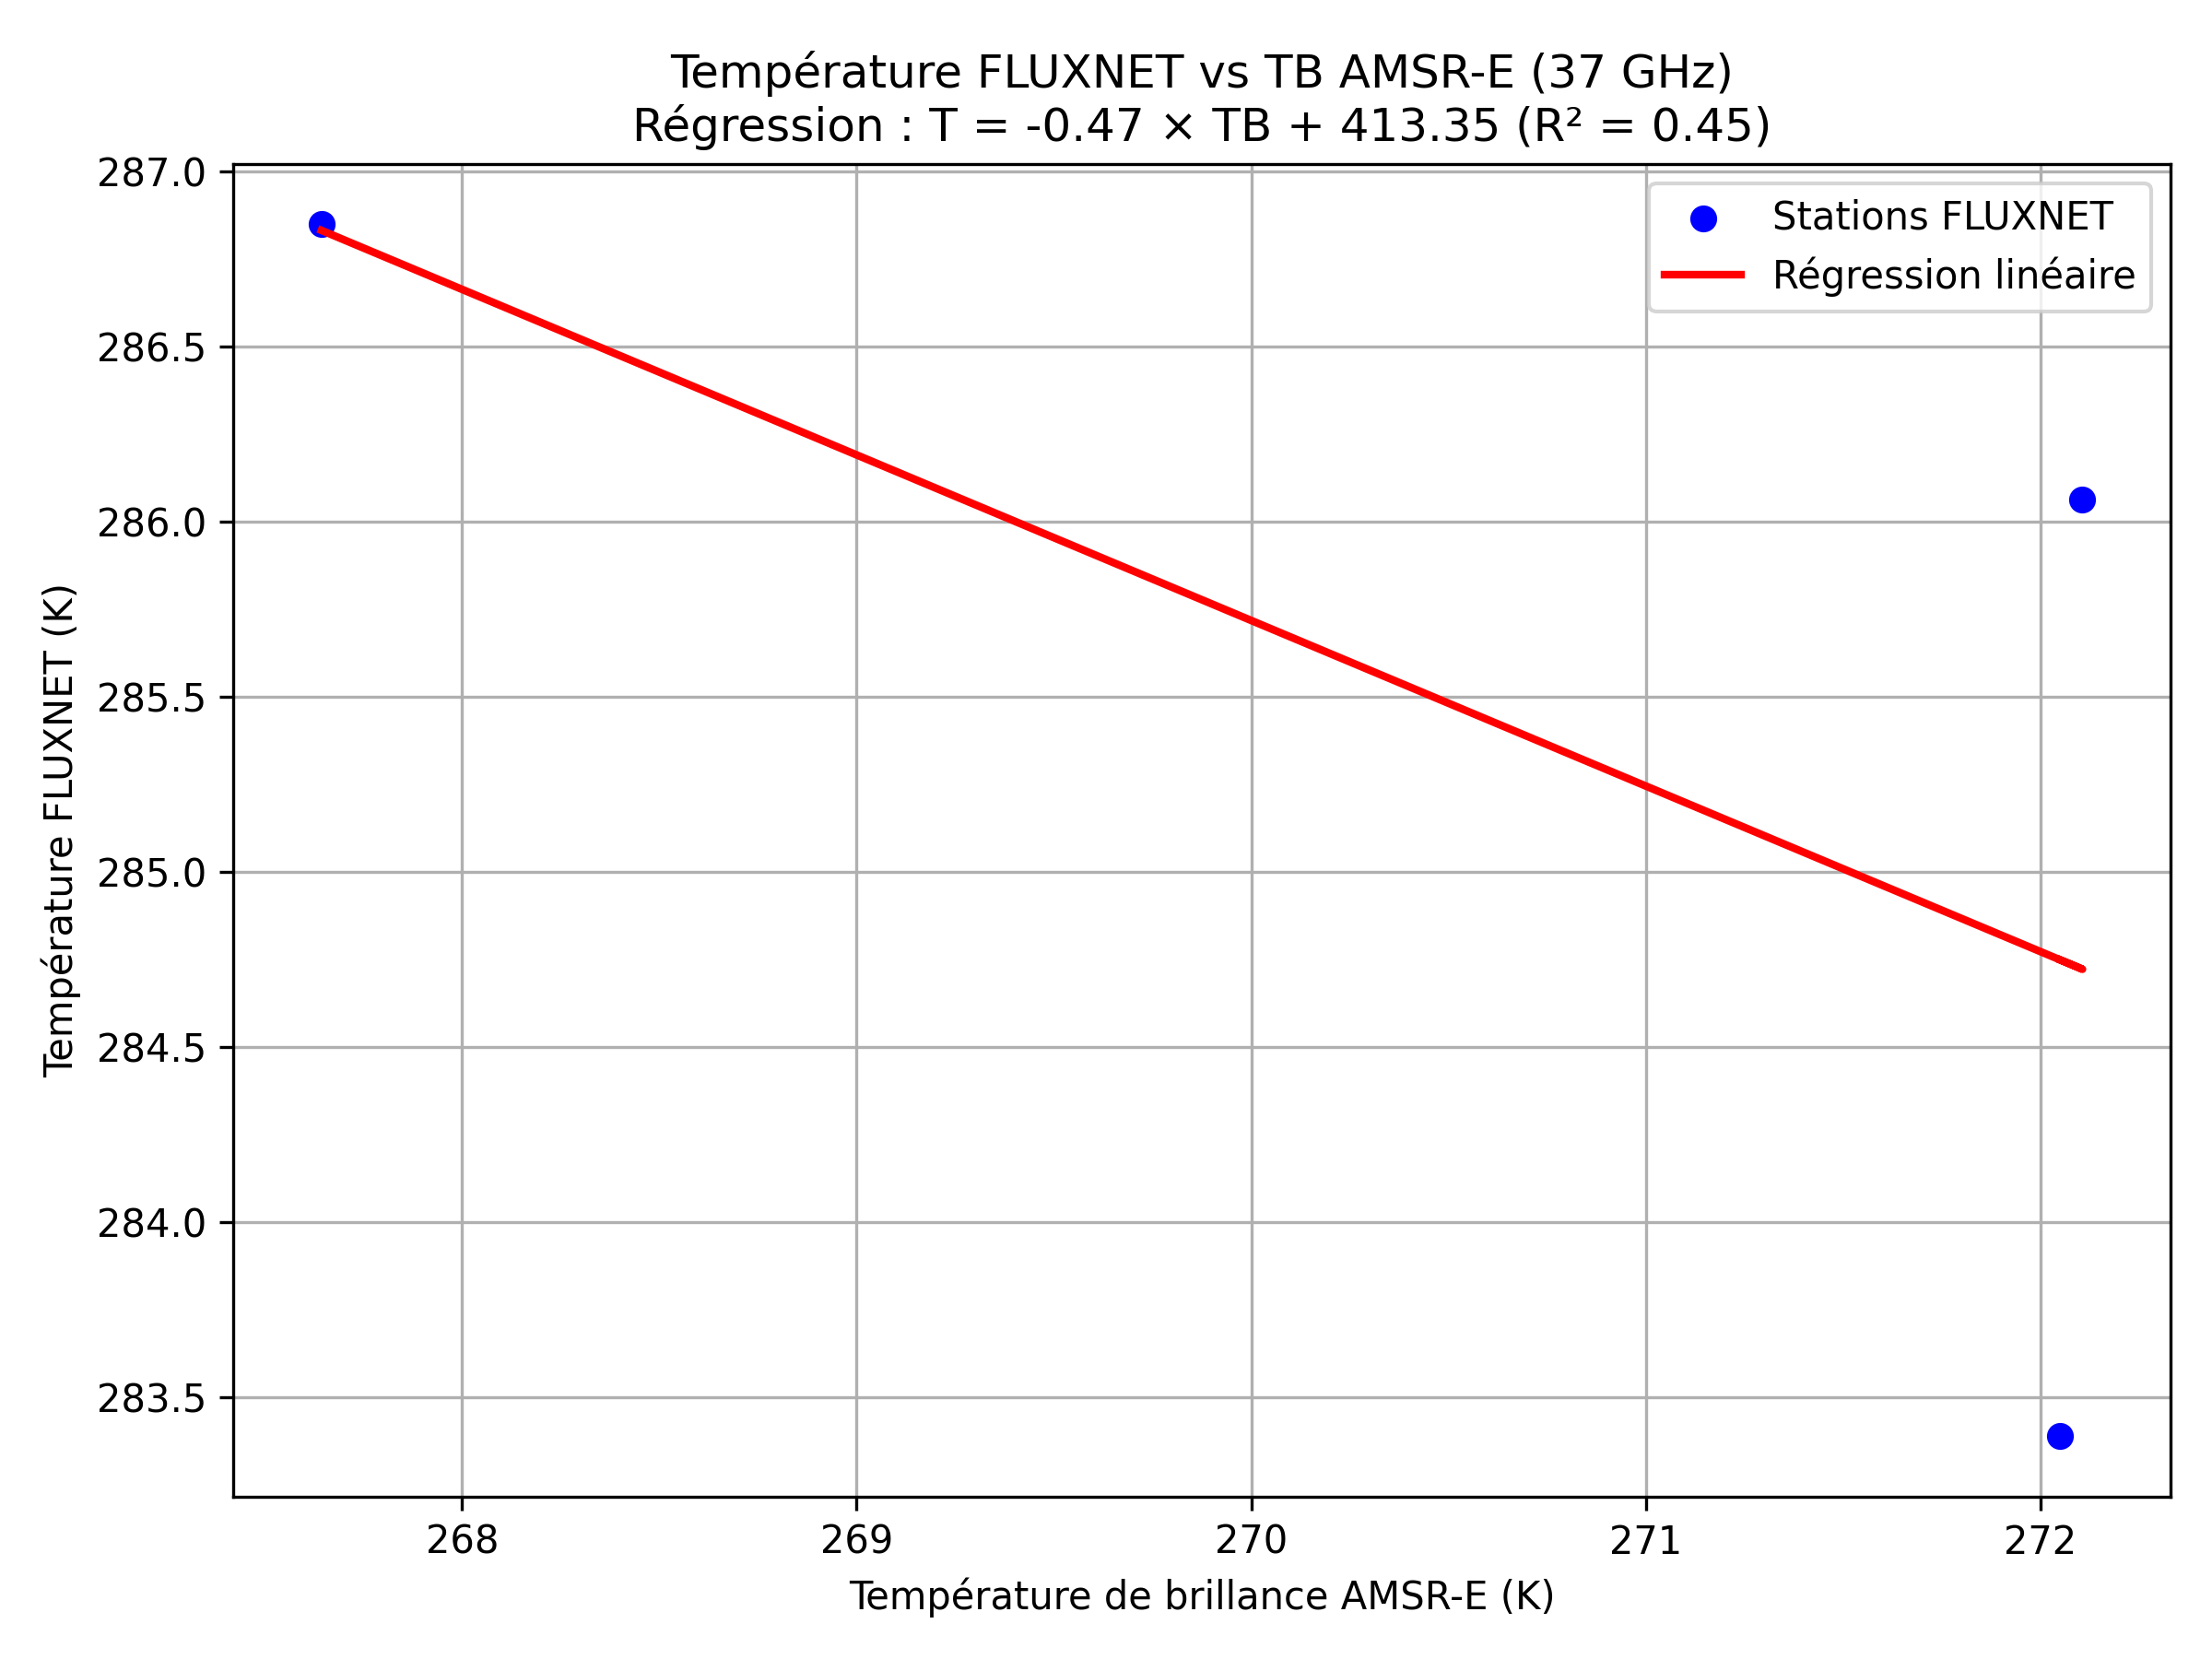 Température FLUXNET vs TB AMSR-E (37 GHz)
Régression : T = -0.47 × TB + 413.35 (R² = 0.45)
Stations FLUXNET
Régression linéaire
287.0
286.5
286.0
285.5
285.0
284.5
284.0
283.5
Température FLUXNET (K)
268
269
270
271
272
Température de brillance AMSR-E (K)